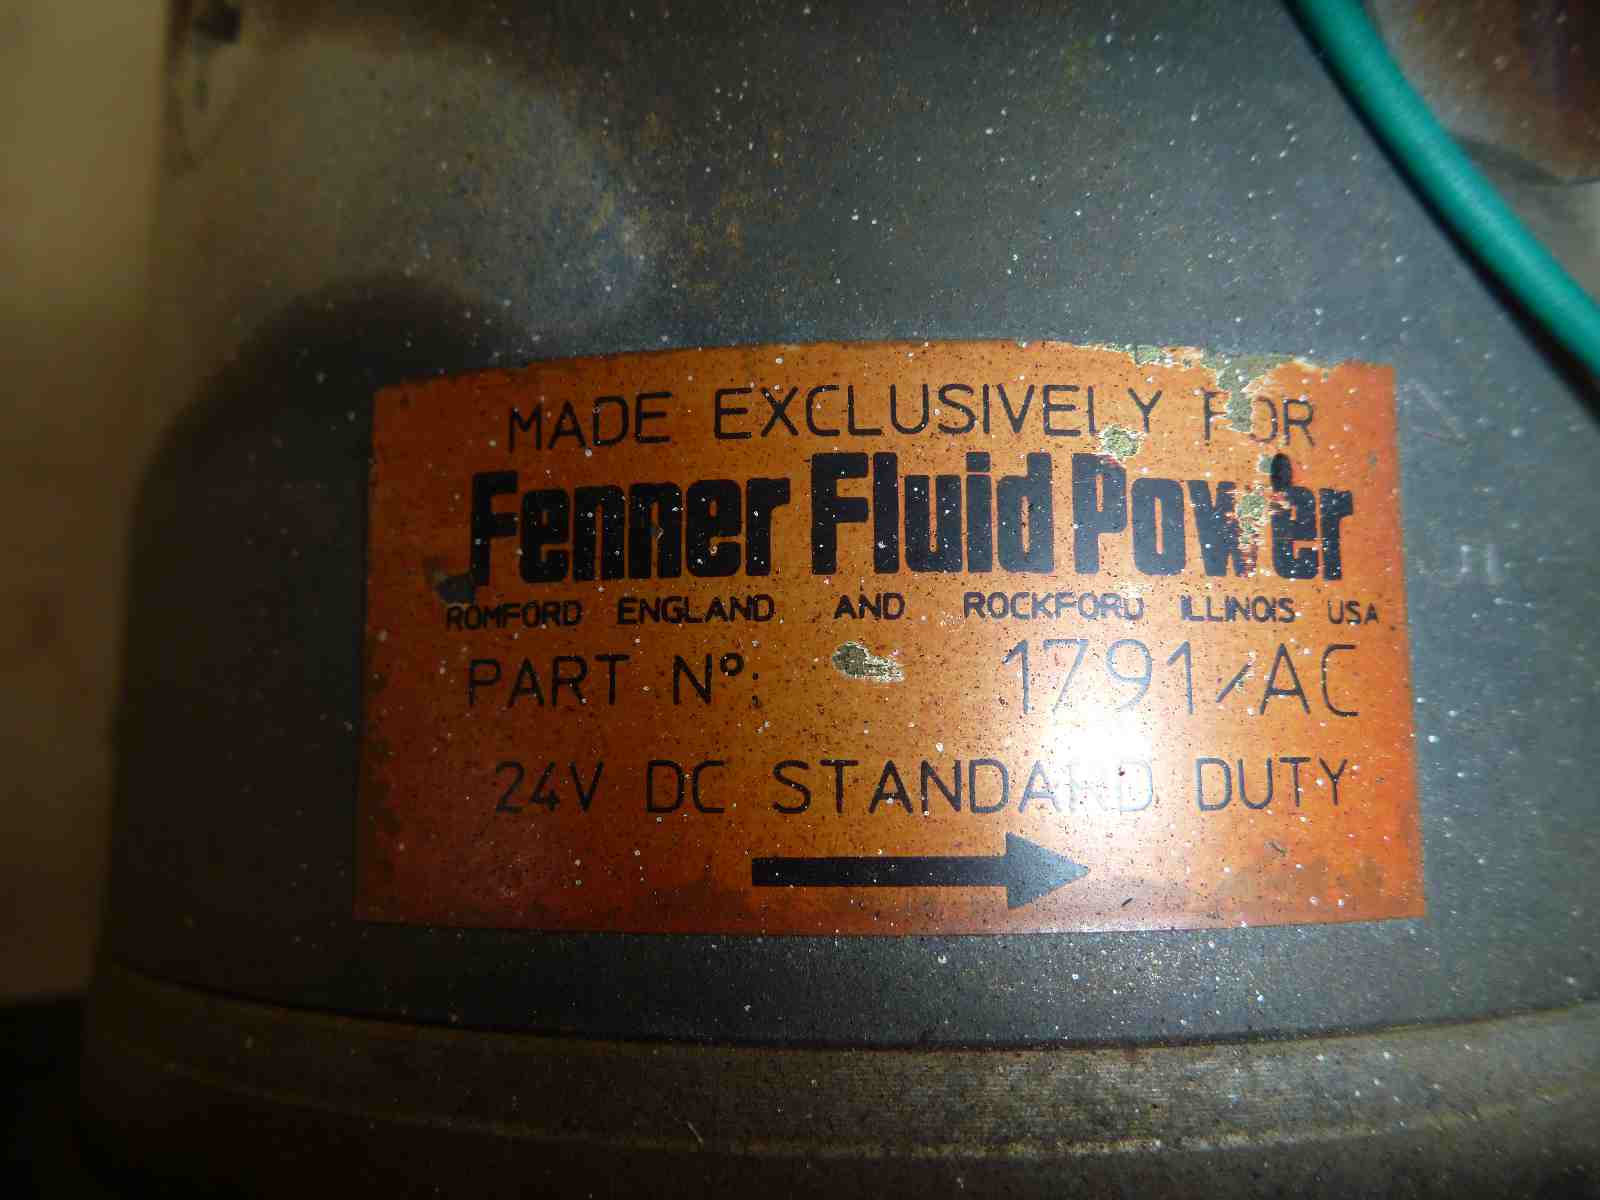 MADE EXCLUSIVELY FOR
Fenner Fluid Power
ROMFORD ENGLAND AND ROCKFORD ILLINOIS USA
PART Nº: 1791/AC
24V DC STANDARD DUTY